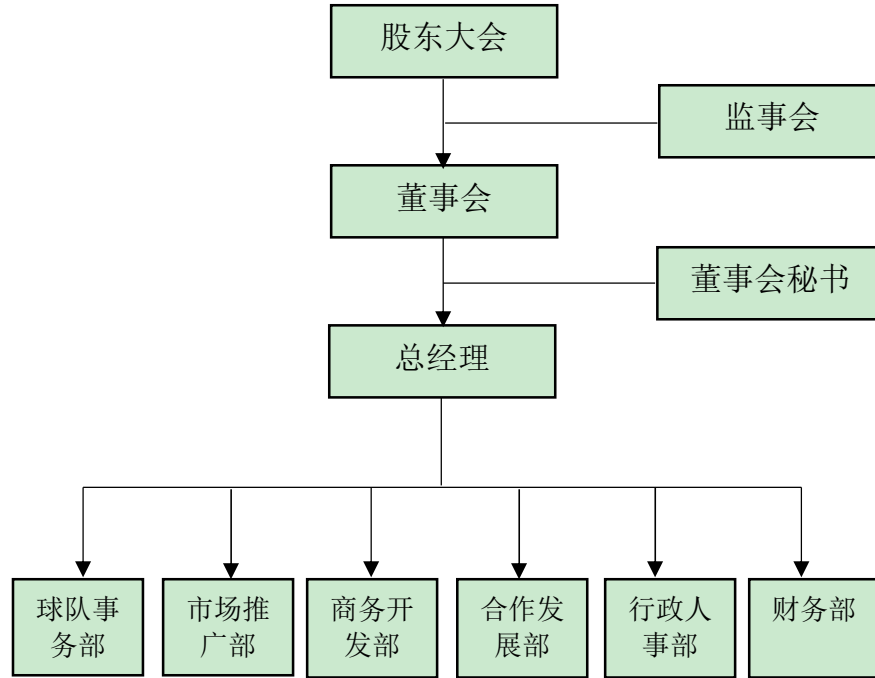 股东大会
监事会
董事会
董事会秘书
总经理
球队事
务部
市场推
广部
商务开
发部
合作发
展部
行政人
事部
财务部